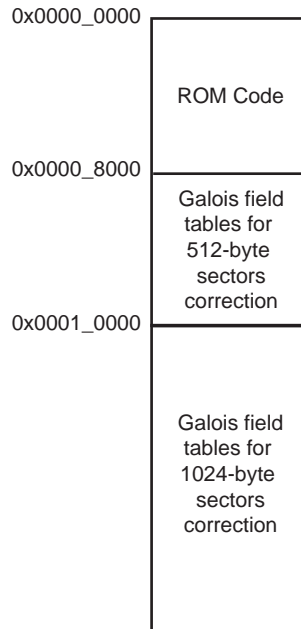 0x0000_0000
ROM Code
0x0000_8000
Galois field
tables for
512-byte
sectors
correction
0x0001_0000
Galois field
tables for
1024-byte
sectors
correction